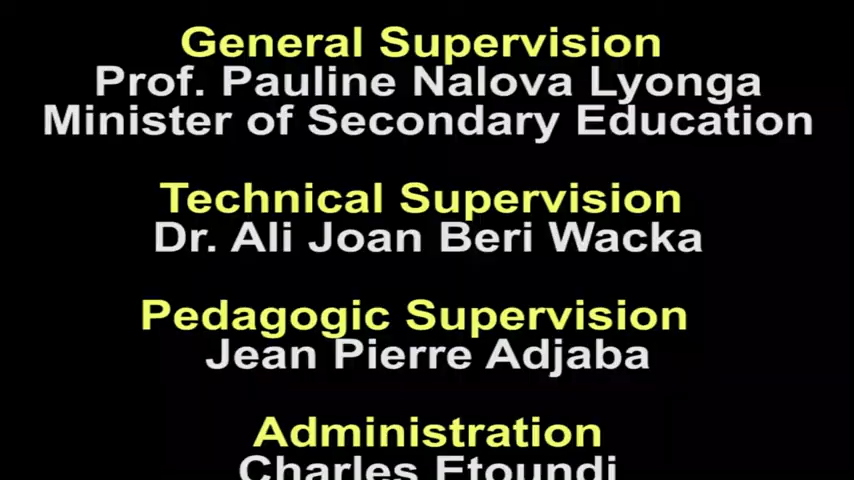 General Supervision
Prof. Pauline Nalova Lyonga
Minister of Secondary Education
Technical Supervision
Dr. Ali Joan Beri Wacka
Pedagogic Supervision
Jean Pierre Adjaba
Administration
Charles Etoundi